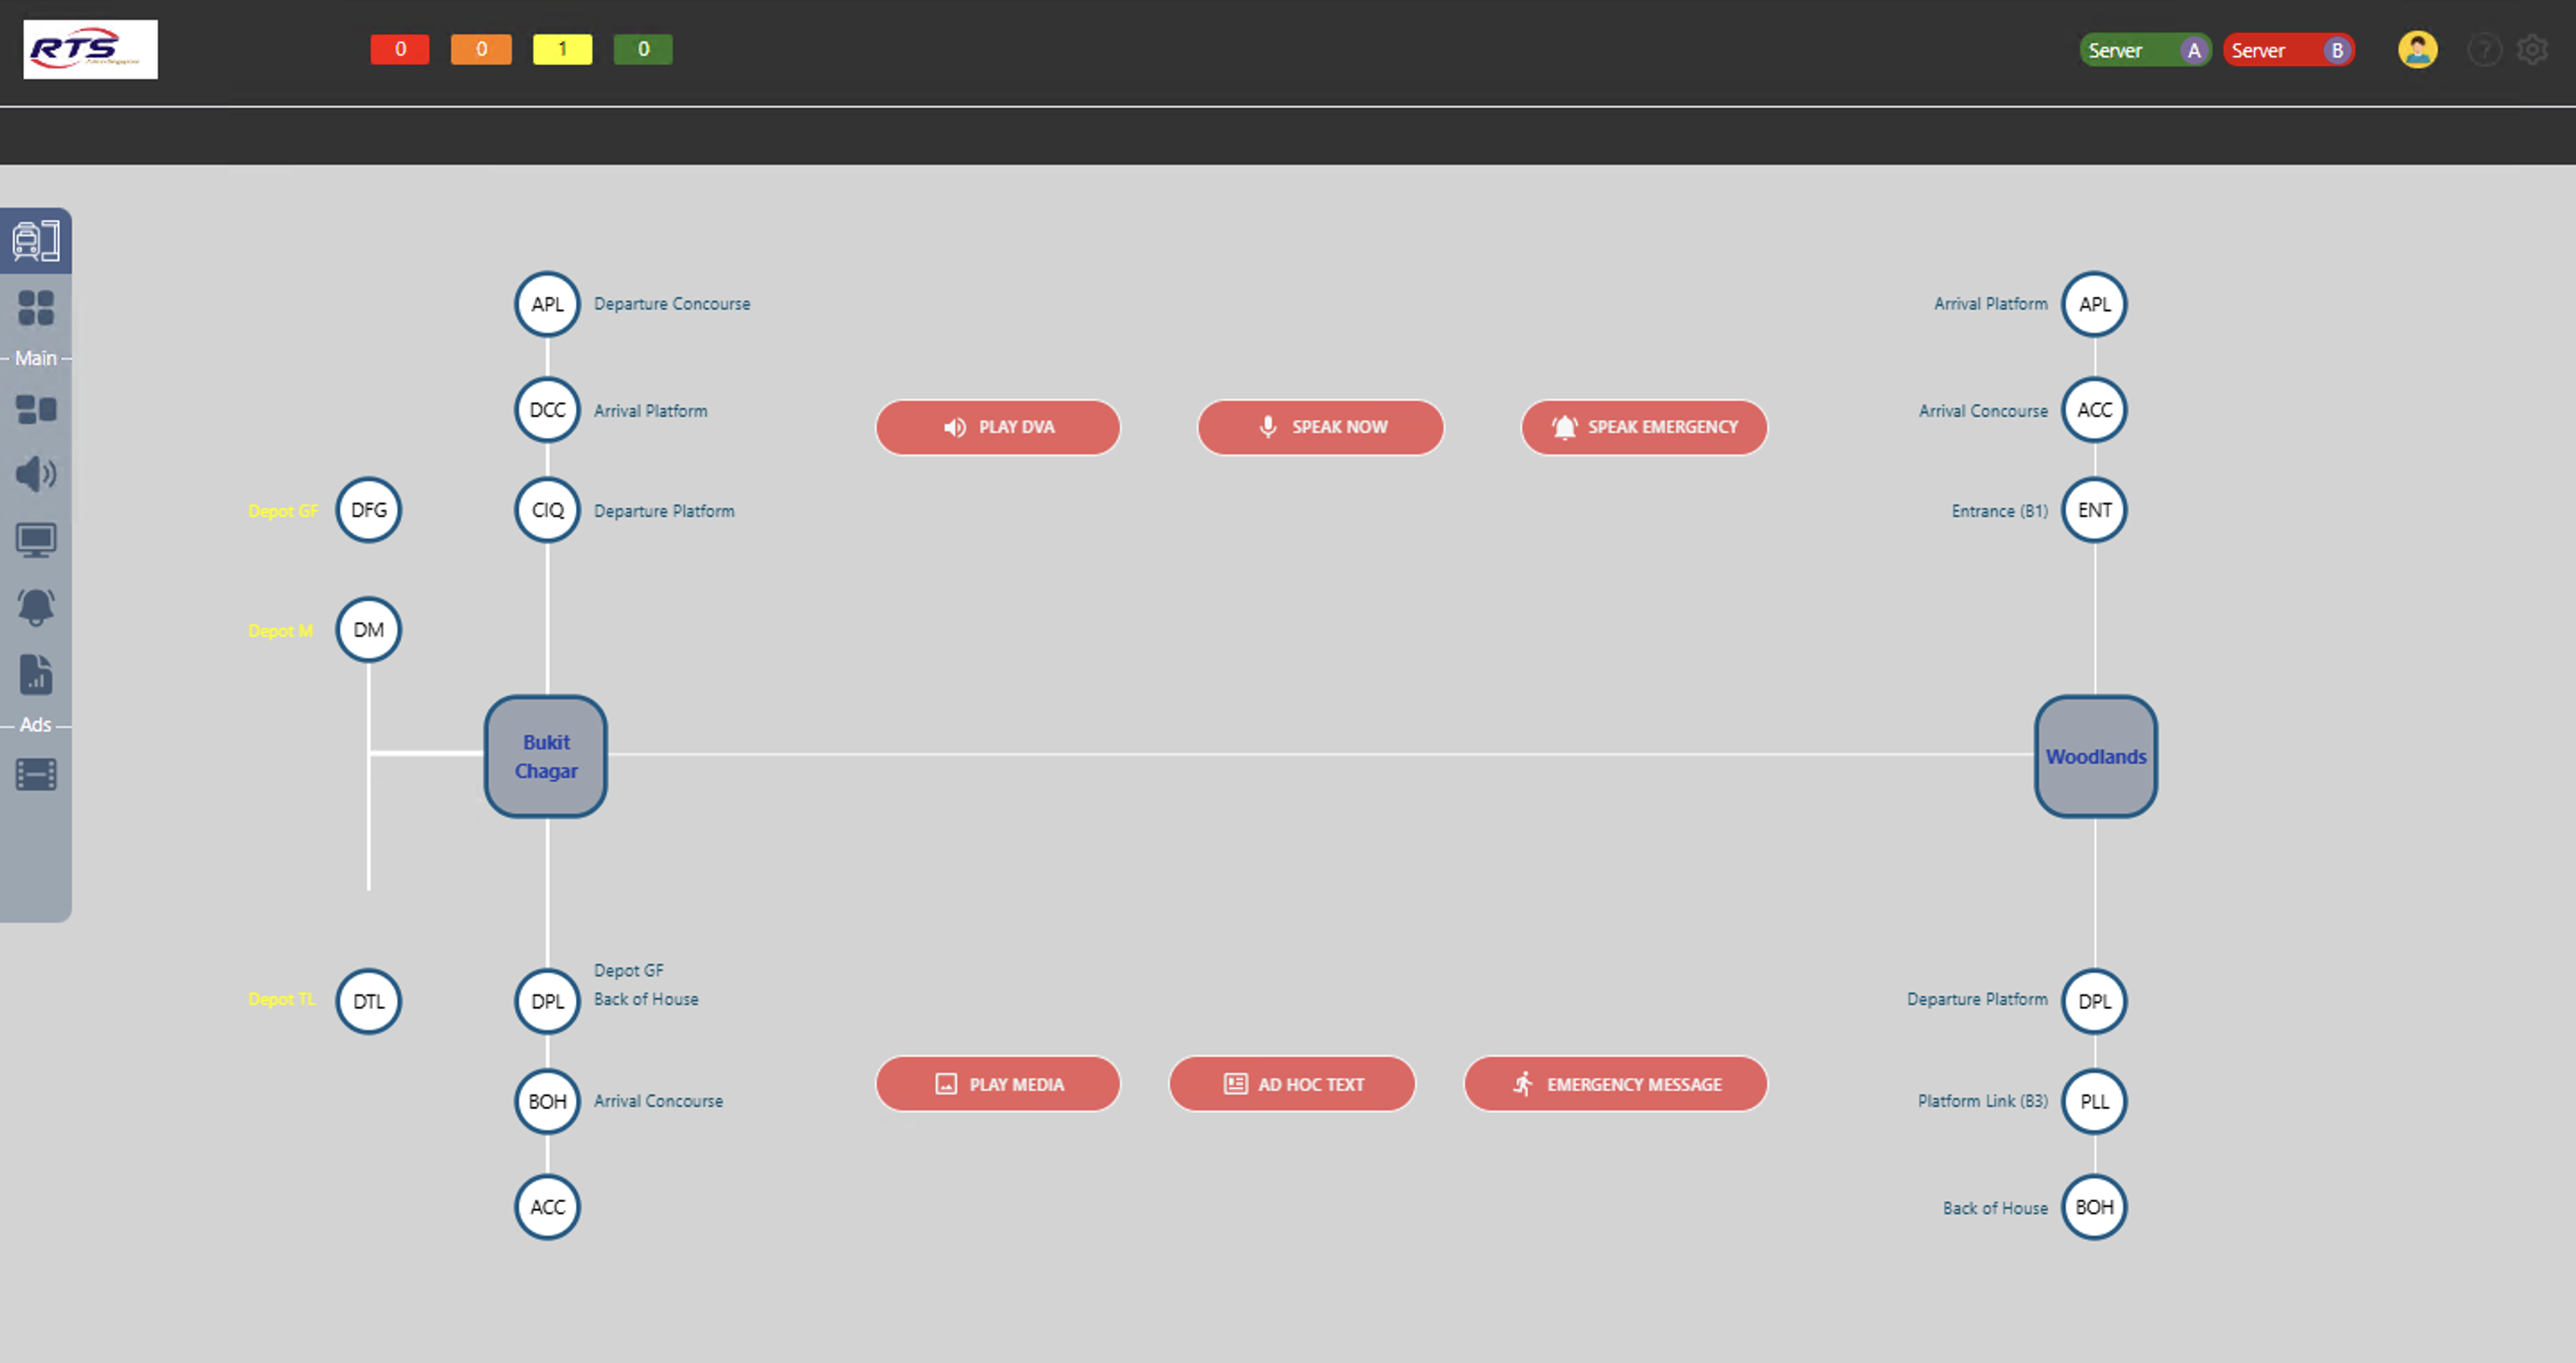 RTS
0 0 1 0
Server A Server B
Main
Ads
APL Departure Concourse
DCC Arrival Platform
CIQ Departure Platform
Depot GF DFG
Depot M DM
Bukit
Chagar
Depot TL DTL
DPL Depot GF
Back of House
BOH Arrival Concourse
ACC
PLAY DVA
SPEAK NOW
SPEAK EMERGENCY
PLAY MEDIA
AD HOC TEXT
EMERGENCY MESSAGE
Arrival Platform APL
Arrival Concourse ACC
Entrance (B1) ENT
Woodlands
Departure Platform DPL
Platform Link (B3) PLL
Back of House BOH